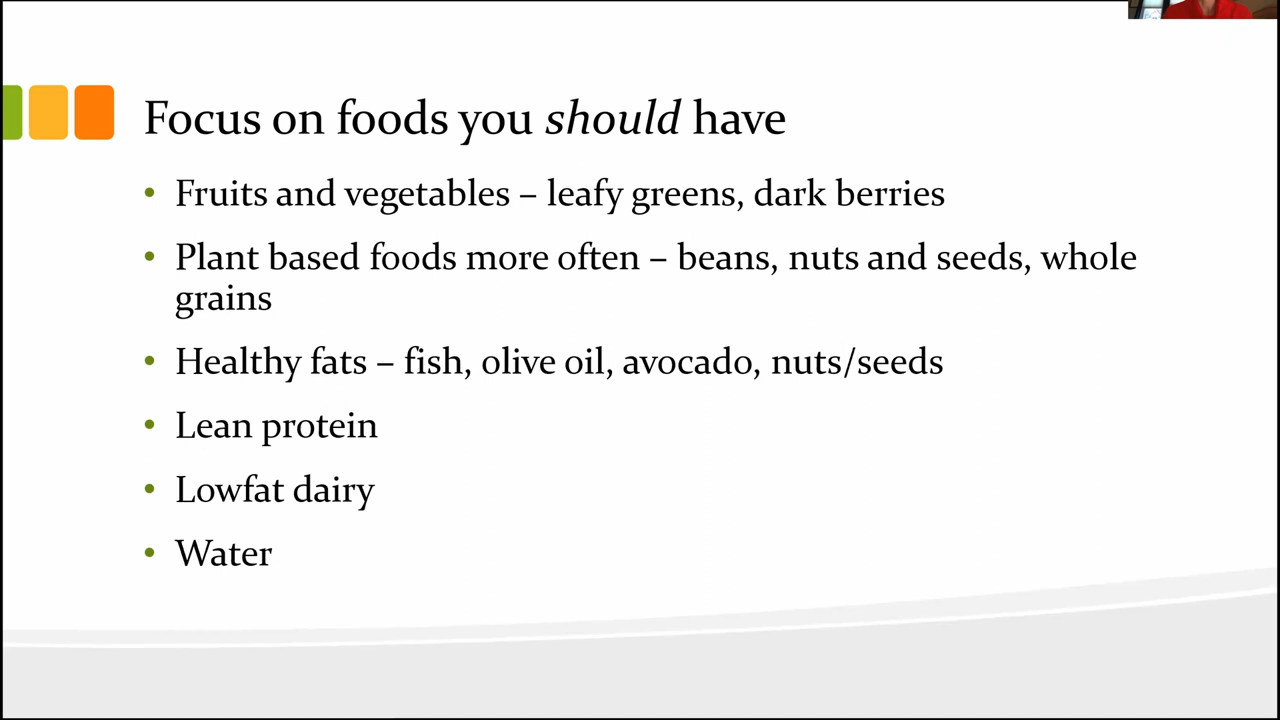 Focus on foods you should have
• Fruits and vegetables – leafy greens, dark berries
• Plant based foods more often – beans, nuts and seeds, whole
grains
• Healthy fats – fish, olive oil, avocado, nuts/seeds
• Lean protein
• Lowfat dairy
• Water